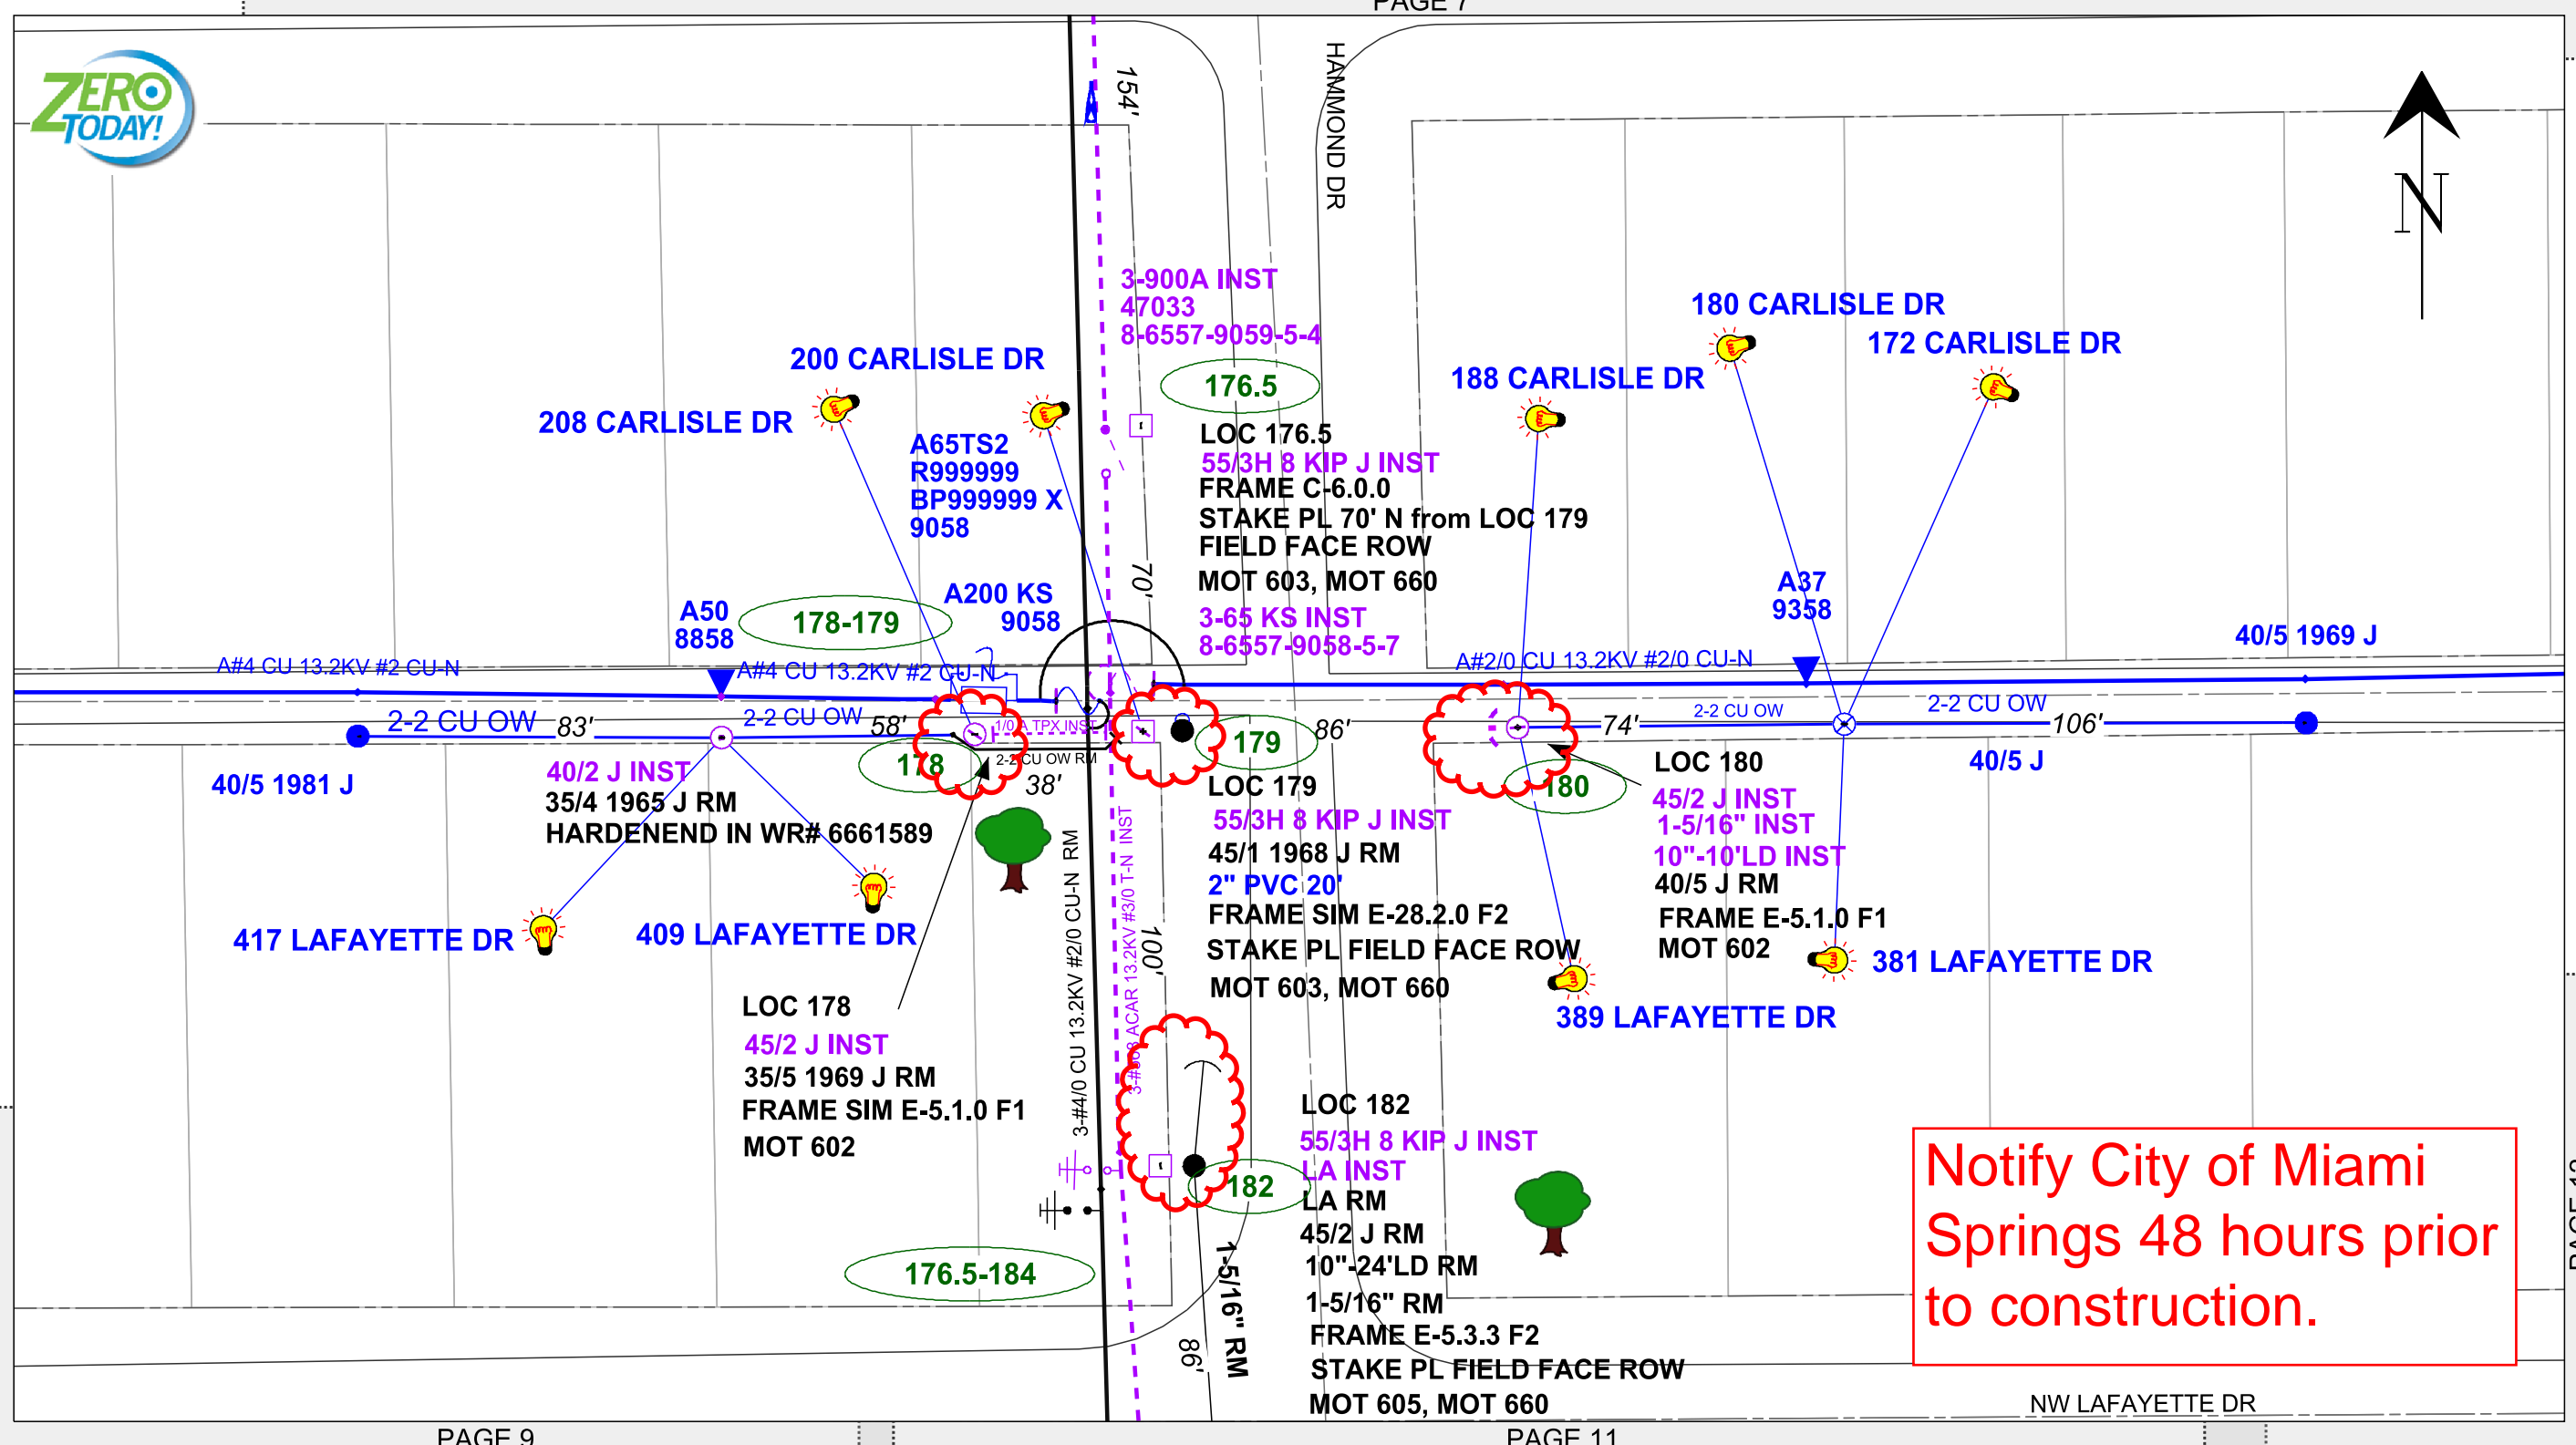 PAGE 7
ZERO
TODAY!
154'
HAMMOND DR
N
3-900A INST
47033
8-6557-9059-5-4
180 CARLISLE DR
172 CARLISLE DR
200 CARLISLE DR
176.5
188 CARLISLE DR
208 CARLISLE DR
A65TS2
R999999
BP999999 X
9058
LOC 176.5
55/3H 8 KIP J INST
FRAME C-6.0.0
STAKE PL 70' N from LOC 179
FIELD FACE ROW
MOT 603, MOT 660
3-65 KS INST
8-6557-9058-5-7
70'
A37
9358
A50
8858
178-179
A200 KS
9058
40/5 1969 J
A#4 CU 13.2KV #2 CU-N
A#4 CU 13.2KV #2 CU-N
A#2/0 CU 13.2KV #2/0 CU-N
2-2 CU OW
83'
2-2 CU OW
58'
1/0 A TPX INST
2-2 CU OW RM
38'
86'
74'
2-2 CU OW
2-2 CU OW
106'
178
179
180
40/5 1981 J
40/2 J INST
35/4 1965 J RM
HARDENEND IN WR# 6661589
LOC 179
55/3H 8 KIP J INST
45/1 1968 J RM
2" PVC 20'
FRAME SIM E-28.2.0 F2
STAKE PL FIELD FACE ROW
MOT 603, MOT 660
LOC 180
45/2 J INST
1-5/16" INST
10"-10'LD INST
40/5 J RM
FRAME E-5.1.0 F1
MOT 602
40/5 J
417 LAFAYETTE DR
409 LAFAYETTE DR
381 LAFAYETTE DR
389 LAFAYETTE DR
3-#4/0 CU 13.2KV #2/0 CU-N RM
3-#568 ACAR 13.2KV #3/0 T-N INST
100'
LOC 178
45/2 J INST
35/5 1969 J RM
FRAME SIM E-5.1.0 F1
MOT 602
182
LOC 182
55/3H 8 KIP J INST
LA INST
LA RM
45/2 J RM
10"-24'LD RM
1-5/16" RM
FRAME E-5.3.3 F2
STAKE PL FIELD FACE ROW
MOT 605, MOT 660
176.5-184
86'
1-5/16" RM
Notify City of Miami
Springs 48 hours prior
to construction.
NW LAFAYETTE DR
PAGE 9
PAGE 11